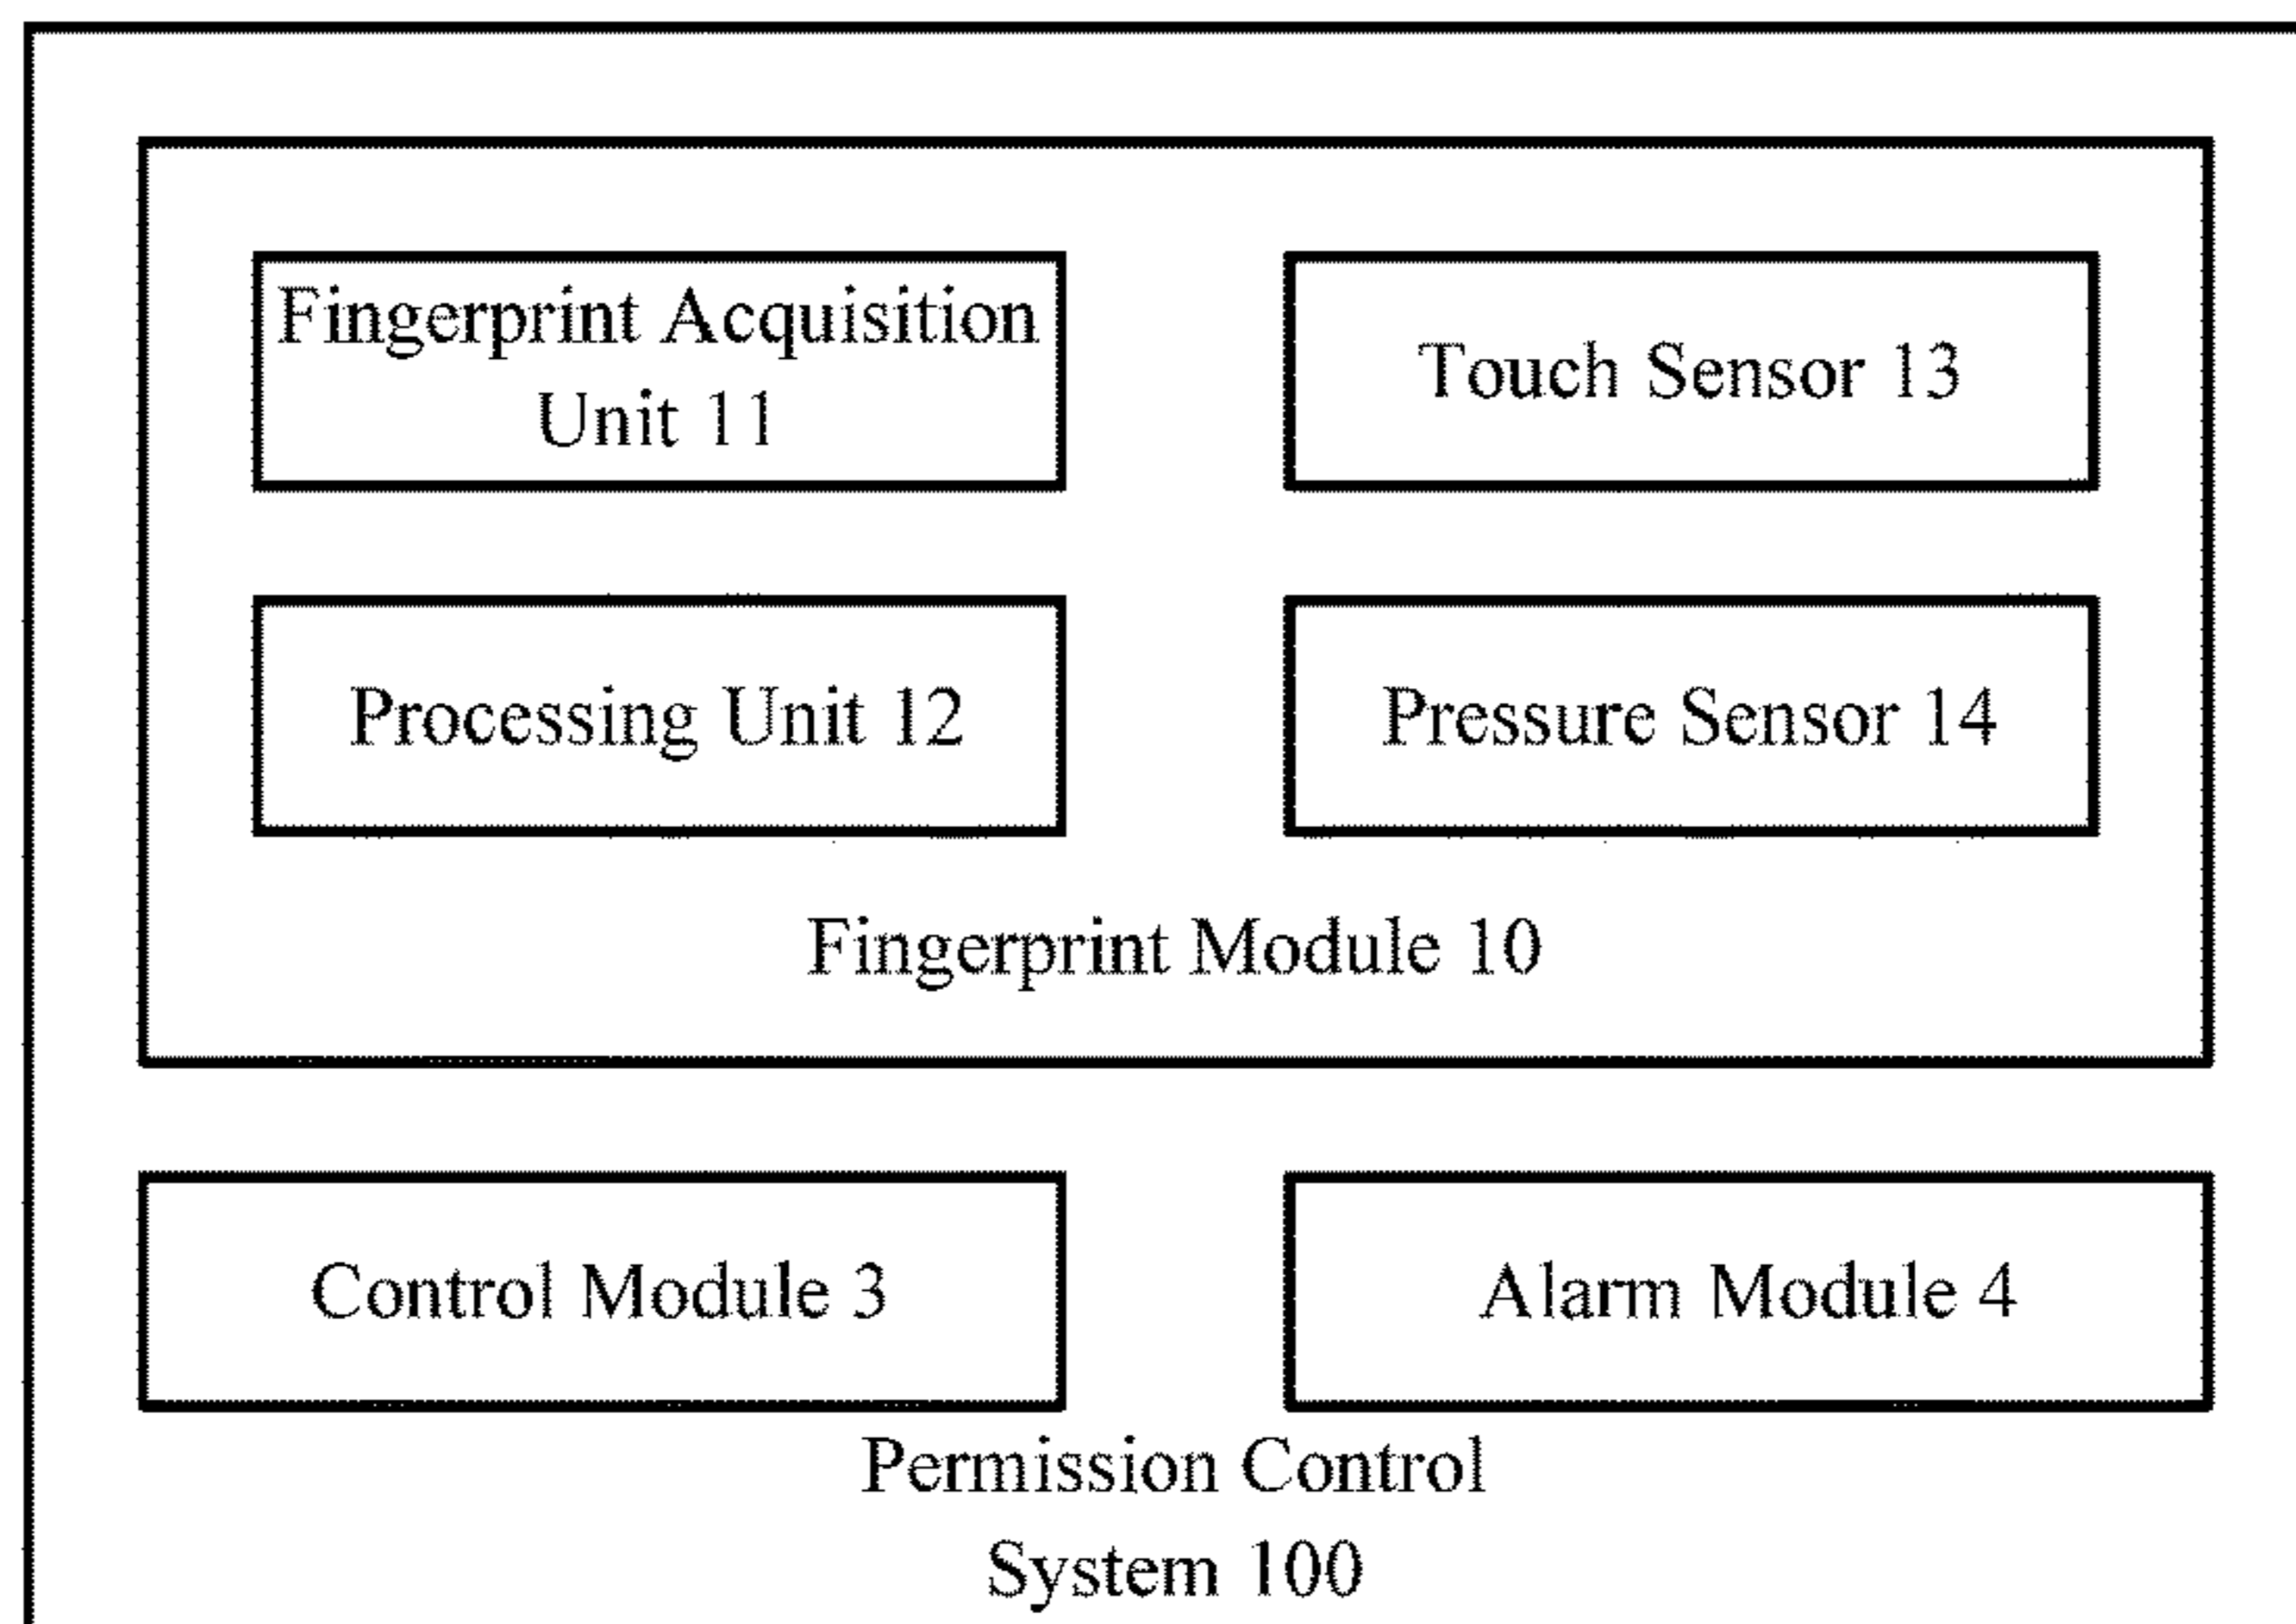 Fingerprint Acquisition
Unit 11
Touch Sensor 13
Processing Unit 12
Pressure Sensor 14
Fingerprint Module 10
Control Module 3
Alarm Module 4
Permission Control
System 100